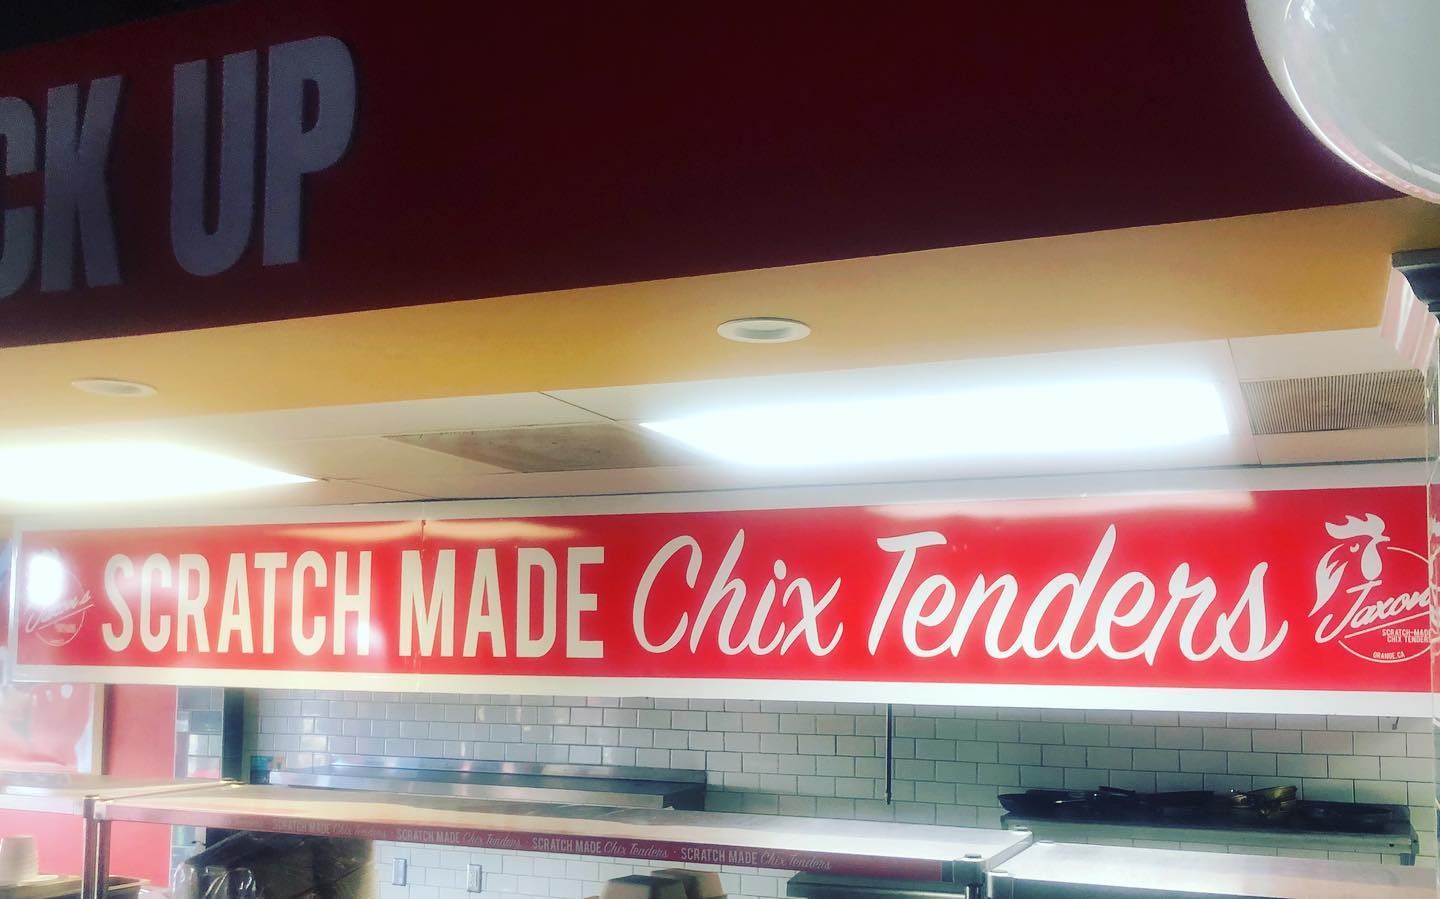 CK UP
SCRATCH MADE Chix Tenders
Jaxon's
SCRATCH-MADE
CHIX TENDERS
ORANGE, CA
SCRATCH MADE Chix Tenders · SCRATCH MADE Chix Tenders · SCRATCH MADE Chix Tenders · SCRATCH MADE Chix Tenders